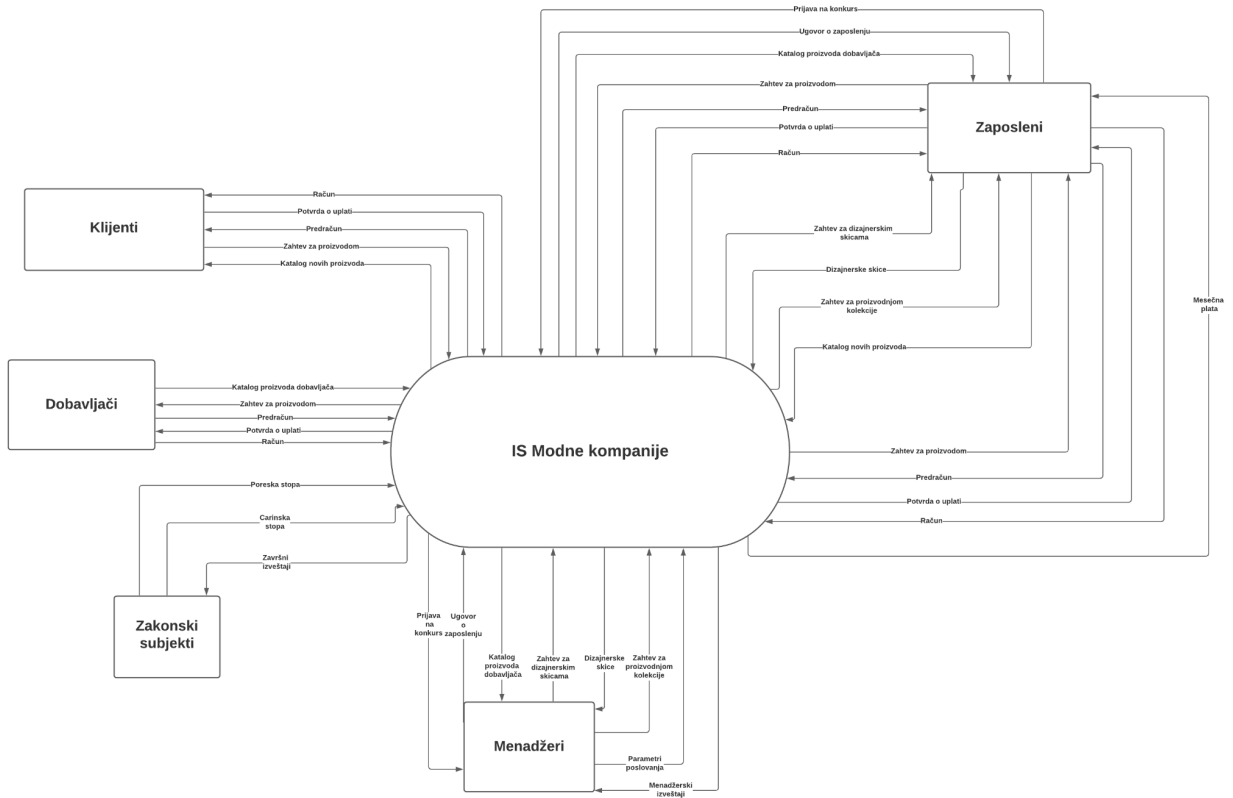 Prijava na konkurs
Ugovor o zaposlenju
Katalog proizvoda dobavljača
Zahtev za proizvodom
Predračun
Potvrda o uplati
Račun
Zaposleni
Klijenti
Račun
Potvrda o uplati
Predračun
Zahtev za proizvodom
Katalog novih proizvoda
Zahtev za dizajnerskim
skicama
Dizajnerske skice
Zahtev za proizvodnjom
kolekcije
Katalog novih proizvoda
Mesečna
plata
Dobavljači
Katalog proizvoda dobavljača
Zahtev za proizvodom
Predračun
Potvrda o uplati
Račun
IS Modne kompanije
Zahtev za proizvodom
Predračun
Potvrda o uplati
Račun
Poreska stopa
Carinska
stopa
Završni
izveštaji
Zakonski
subjekti
Prijava
na
konkurs
Ugovor
o
zaposlenju
Katalog
proizvoda
dobavljača
Zahtev za
dizajnerskim
skicama
Dizajnerske
skice
Zahtev za
proizvodnjom
kolekcije
Menadžeri
Parametri
poslovanja
Menadžerski
izveštaji